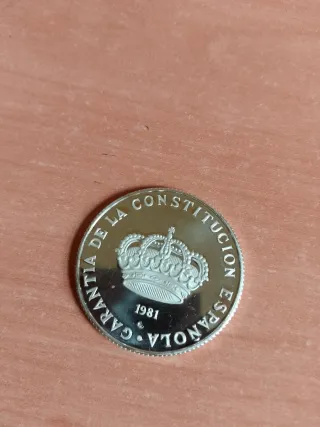 GARANTIA DE LA CONSTITUCION ESPAÑOLA •
1981